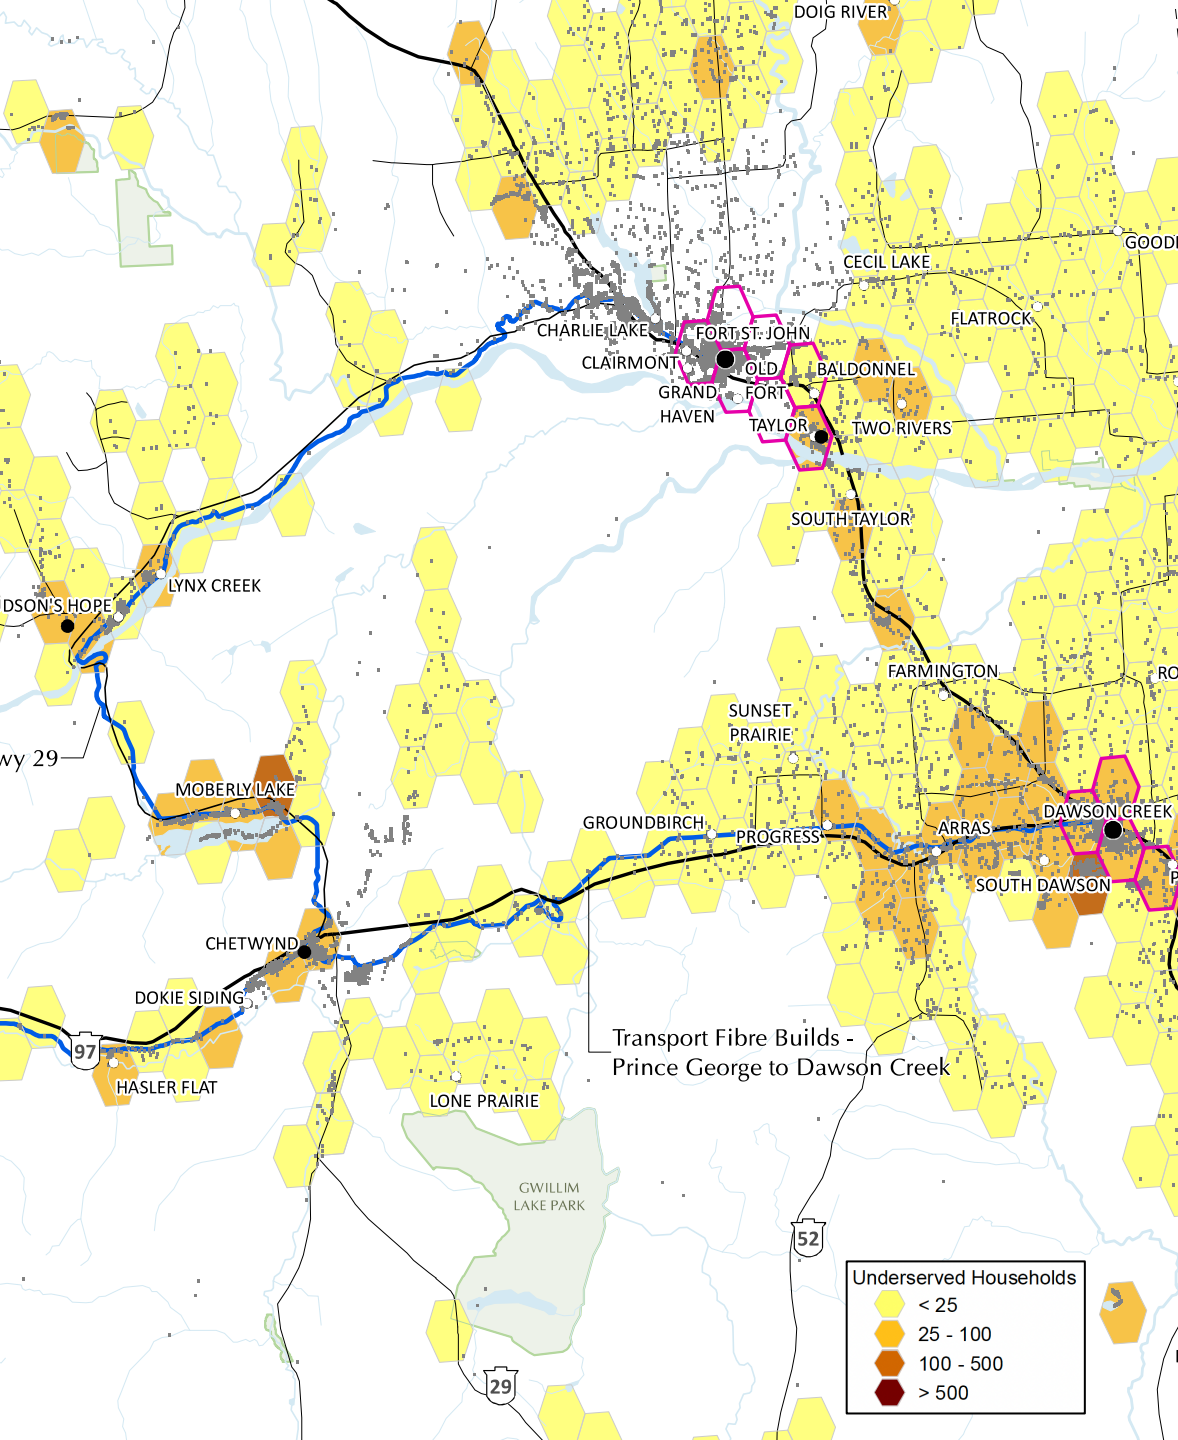 DOIG RIVER
GOOD
CECIL LAKE
FLATROCK
CHARLIE LAKE
FORT ST. JOHN
CLAIRMONT
OLD
FORT
BALDONNEL
GRAND
HAVEN
TAYLOR
TWO RIVERS
SOUTH TAYLOR
LYNX CREEK
DSON'S HOPE
FARMINGTON
RO
SUNSET
PRAIRIE
wy 29
MOBERLY LAKE
GROUNDBIRCH
PROGRESS
ARRAS
DAWSON CREEK
SOUTH DAWSON
P
CHETWYND
DOKIE SIDING
97
HASLER FLAT
Transport Fibre Builds -
Prince George to Dawson Creek
LONE PRAIRIE
GWILLIM
LAKE PARK
52
29
Underserved Households
< 25
25 - 100
100 - 500
> 500